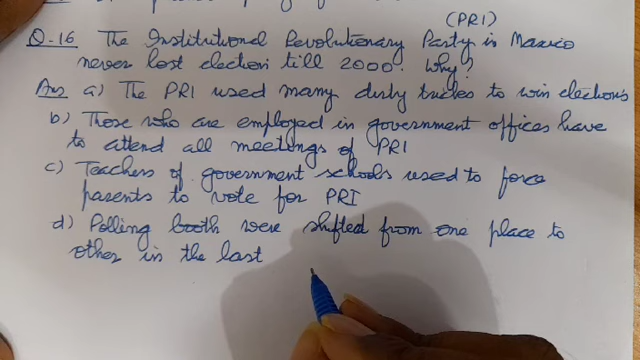 (PRI)
Q.16 The Institutional Revolutionary Party in Mexico
never lost election till 2000. Why?
Ans a) The PRI used many dirty tricks to win elections
b) Those who are employed in government offices have
to attend all meetings of PRI
c) Teachers of government schools used to force
parents to vote for PRI
d) Polling booth were shifted from one place to
other in the last